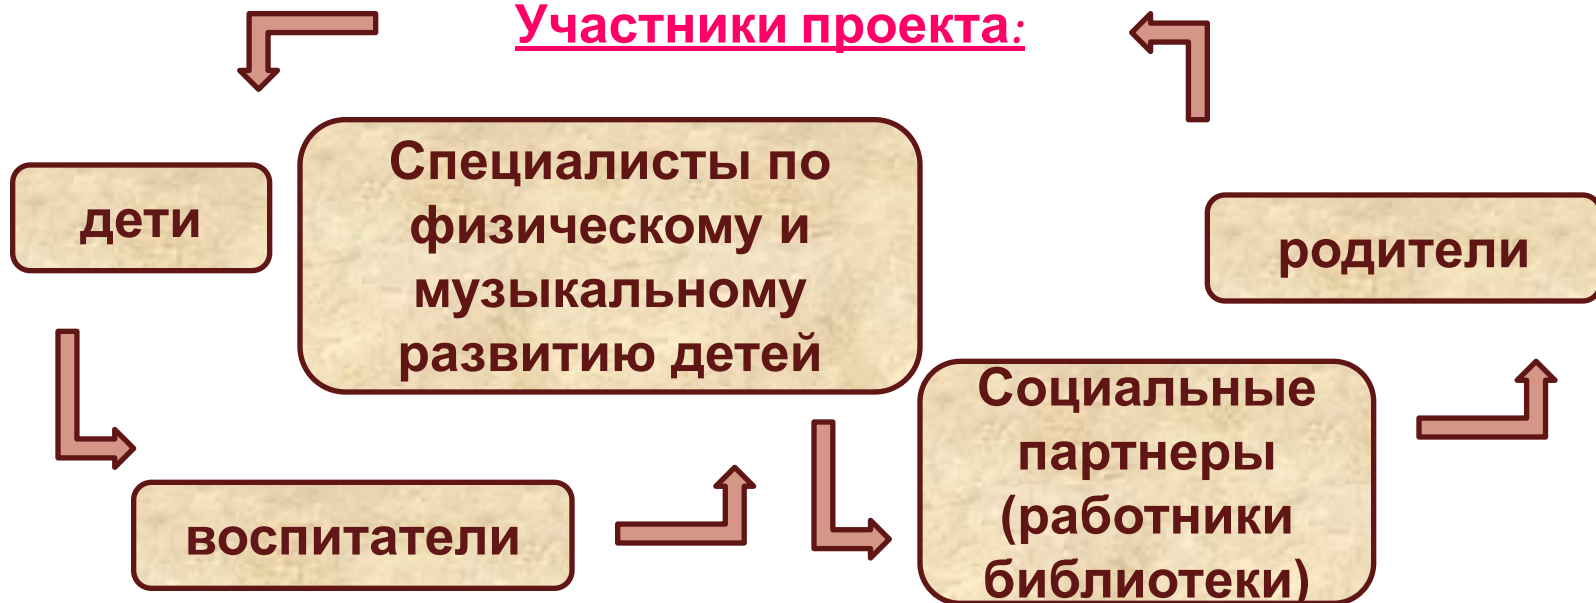 Участники проекта:
дети
Специалисты по
физическому и
музыкальному
развитию детей
родители
воспитатели
Социальные
партнеры
(работники
библиотеки)